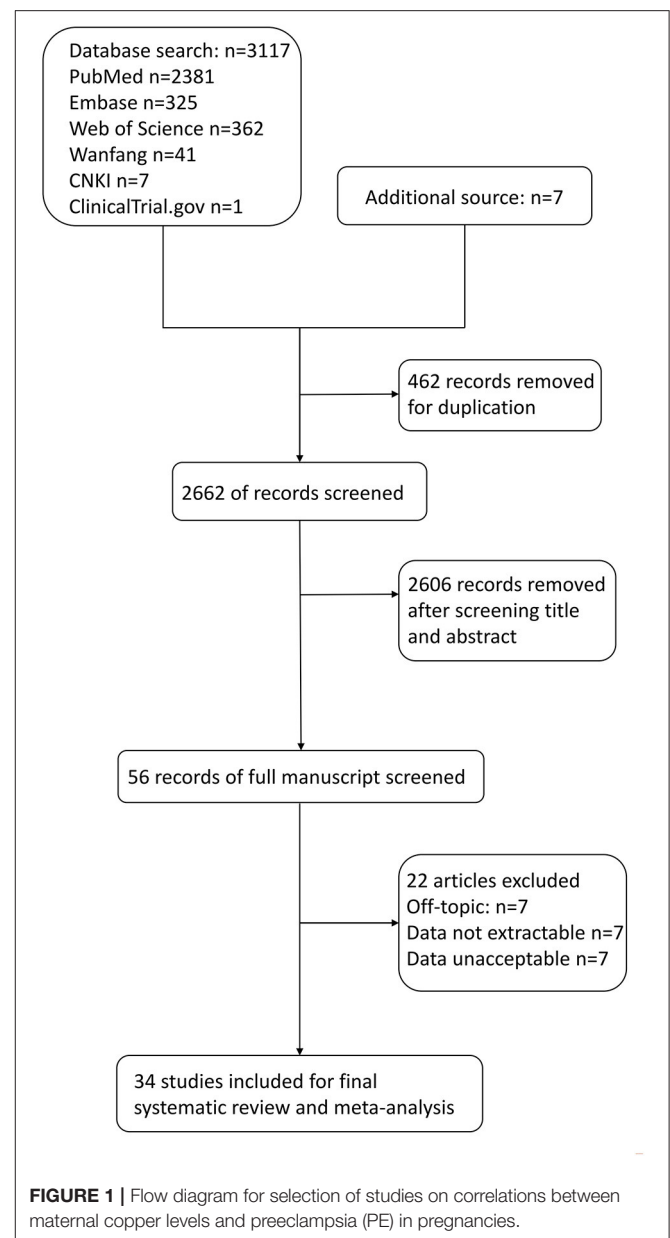 Database search: n=3117
PubMed n=2381
Embase n=325
Web of Science n=362
Wanfang n=41
CNKI n=7
ClinicalTrial.gov n=1
Additional source: n=7
462 records removed
for duplication
2662 of records screened
2606 records removed
after screening title
and abstract
56 records of full manuscript screened
22 articles excluded
Off-topic: n=7
Data not extractable n=7
Data unacceptable n=7
34 studies included for final
systematic review and meta-analysis
FIGURE 1 | Flow diagram for selection of studies on correlations between
maternal copper levels and preeclampsia (PE) in pregnancies.